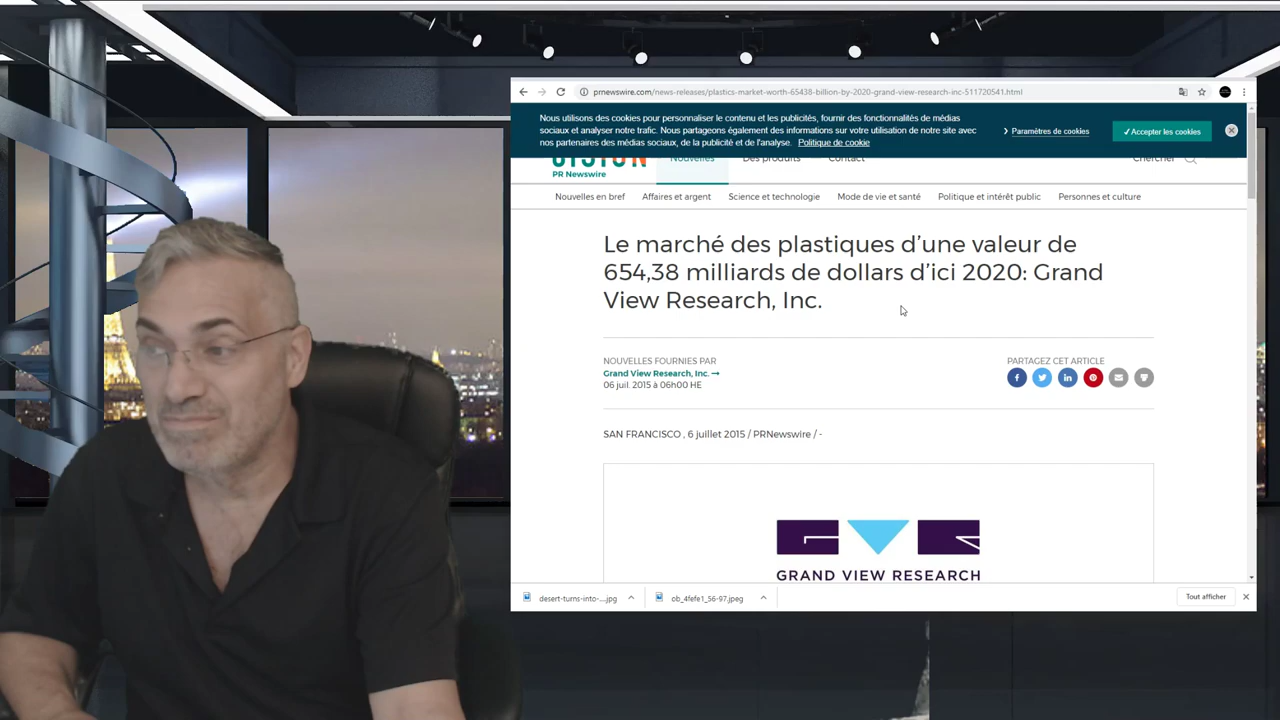 prnewswire.com/news-releases/plastics-market-worth-65438-billion-by-2020-grand-view-research-inc-511720541.html
Nous utilisons des cookies pour personnaliser le contenu et les publicités, fournir des fonctionnalités de médias
sociaux et analyser notre trafic. Nous partageons également des informations sur votre utilisation de notre site avec
nos partenaires des médias sociaux, de la publicité et de l'analyse. Politique de cookie
Paramètres de cookies
Accepter les cookies
Nouvelles Des produits Contact Chercher
PR Newswire
Nouvelles en bref Affaires et argent Science et technologie Mode de vie et santé Politique et intérêt public Personnes et culture
Le marché des plastiques d’une valeur de
654,38 milliards de dollars d’ici 2020: Grand
View Research, Inc.
NOUVELLES FOURNIES PAR
Grand View Research, Inc.
06 juil. 2015 à 06h00 HE
PARTAGEZ CET ARTICLE
SAN FRANCISCO , 6 juillet 2015 / PRNewswire / -
GRAND VIEW RESEARCH
desert-turns-into-....jpg
ob_4fefe1_56-97.jpeg
Tout afficher